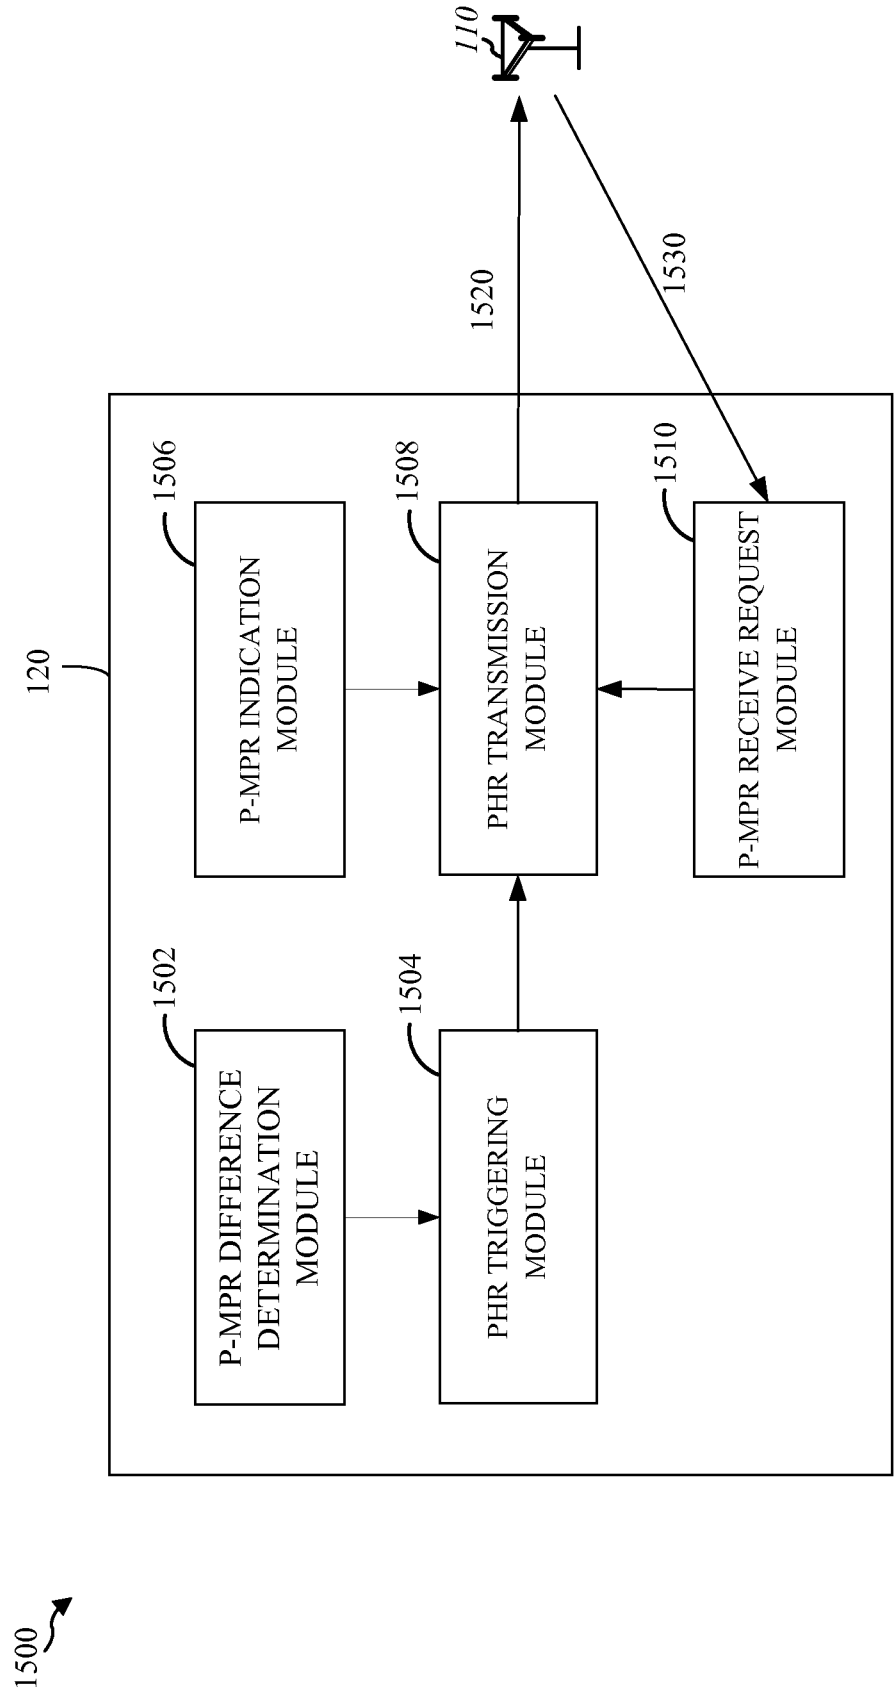 1500
120
1502
P-MPR DIFFERENCE
DETERMINATION
MODULE
1506
P-MPR INDICATION
MODULE
1504
PHR TRIGGERING
MODULE
1508
PHR TRANSMISSION
MODULE
1510
P-MPR RECEIVE REQUEST
MODULE
1520
1530
110